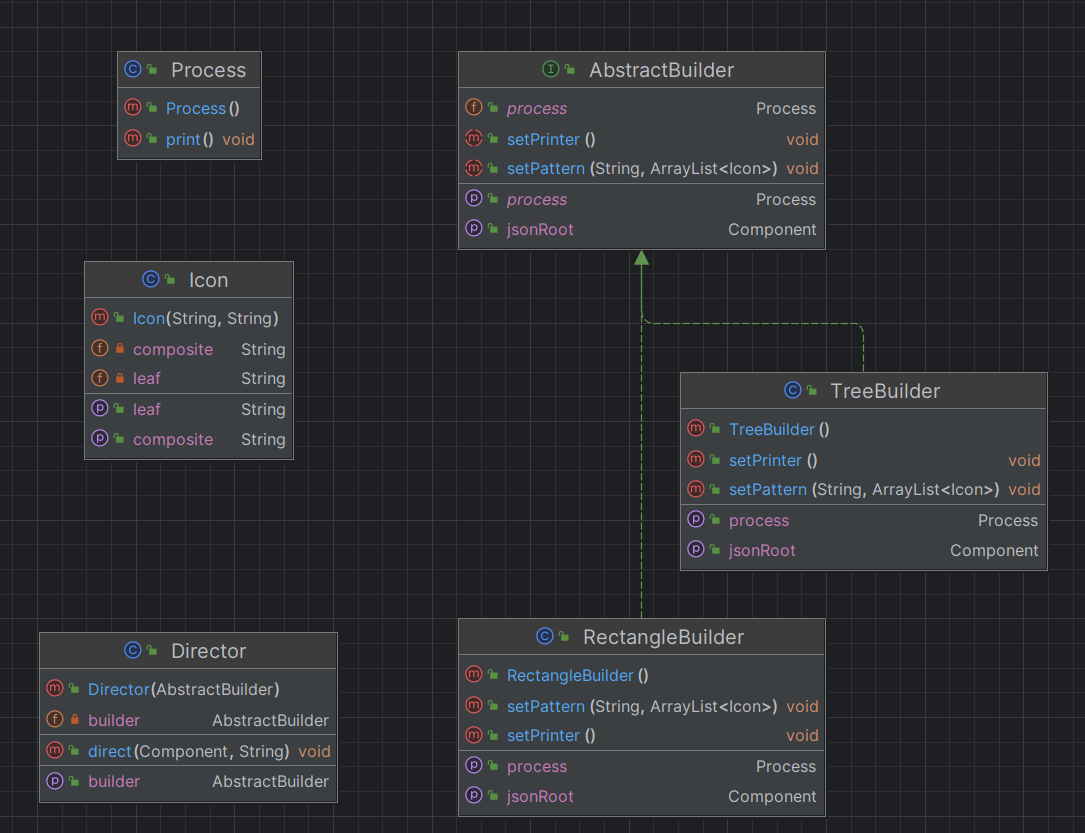 Process
Process()
print() void
AbstractBuilder
process Process
setPrinter () void
setPattern (String, ArrayList<Icon>) void
process Process
jsonRoot Component
Icon
Icon(String, String)
composite String
leaf String
leaf String
composite String
TreeBuilder
TreeBuilder ()
setPrinter () void
setPattern (String, ArrayList<Icon>) void
process Process
jsonRoot Component
Director
Director(AbstractBuilder)
builder AbstractBuilder
direct(Component, String) void
builder AbstractBuilder
RectangleBuilder
RectangleBuilder ()
setPattern (String, ArrayList<Icon>) void
setPrinter () void
process Process
jsonRoot Component